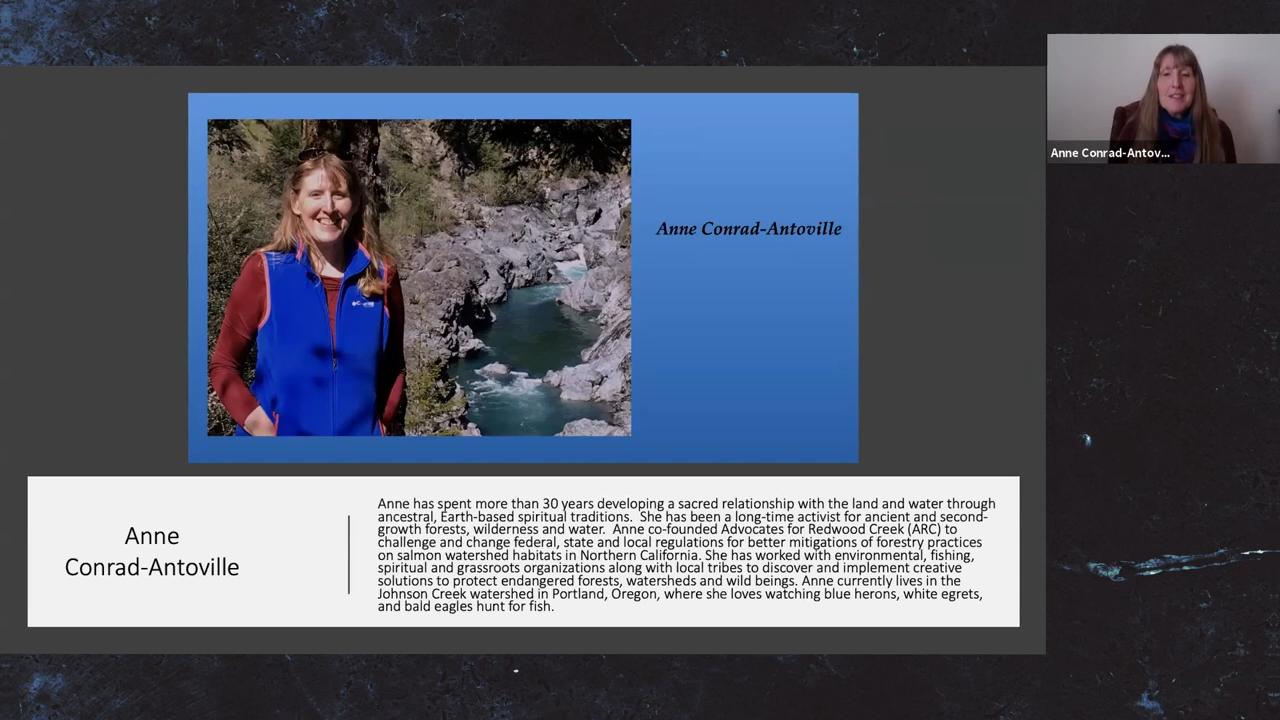 Anne Conrad-Antov...
Anne Conrad-Antoville
Anne
Conrad-Antoville
Anne has spent more than 30 years developing a sacred relationship with the land and water through
ancestral, Earth-based spiritual traditions. She has been a long-time activist for ancient and second-
growth forests, wilderness and water. Anne co-founded Advocates for Redwood Creek (ARC) to
challenge and change federal, state and local regulations for better mitigations of forestry practices
on salmon watershed habitats in Northern California. She has worked with environmental, fishing,
spiritual and grassroots organizations along with local tribes to discover and implement creative
solutions to protect endangered forests, watersheds and wild beings. Anne currently lives in the
Johnson Creek watershed in Portland, Oregon, where she loves watching blue herons, white egrets,
and bald eagles hunt for fish.